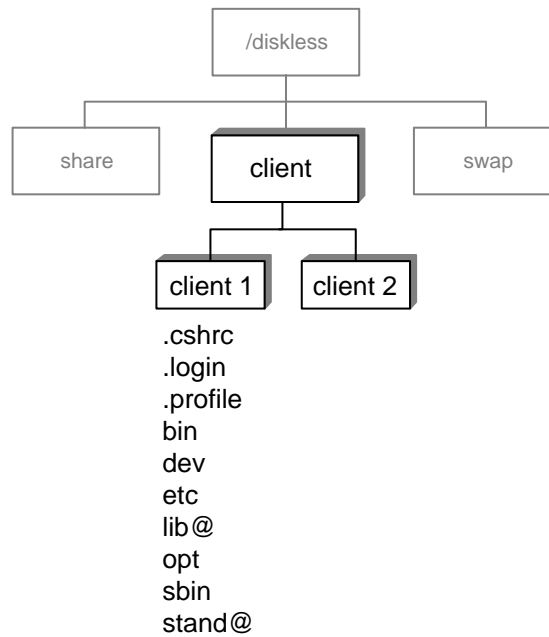 /diskless
share
client
swap
client 1
client 2
.cshrc
.login
.profile
bin
dev
etc
lib@
opt
sbin
stand@